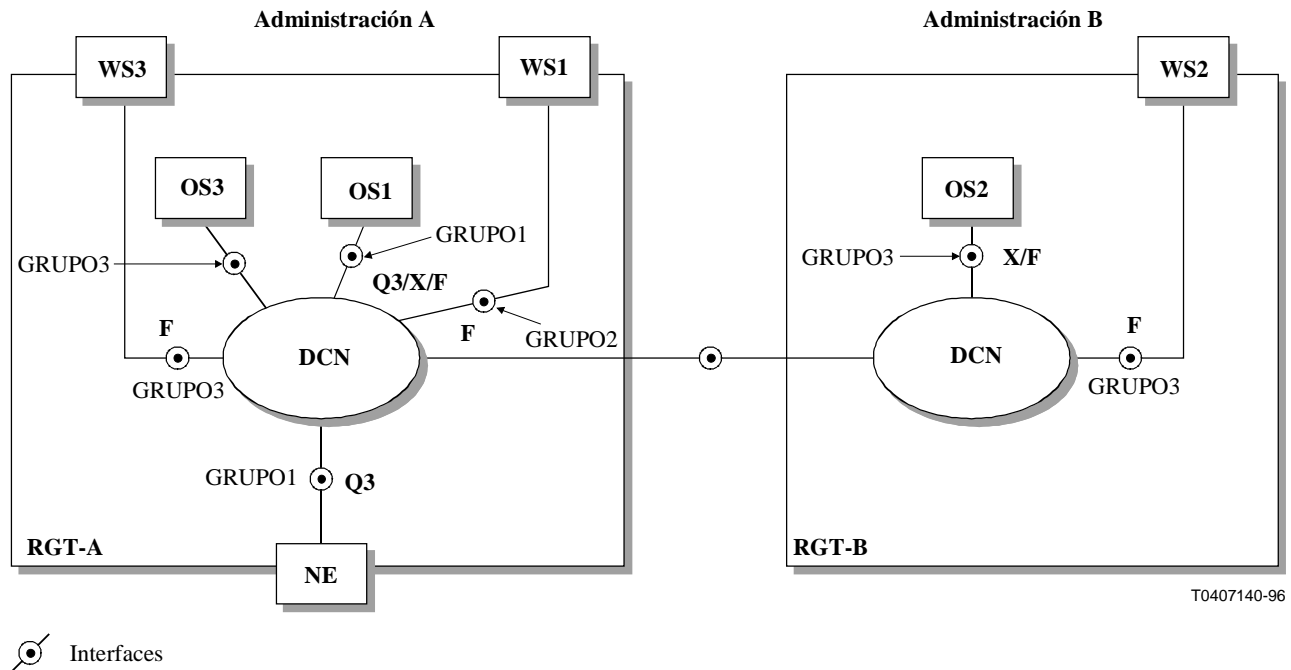 Administración A
Administración B
WS3
WS1
WS2
OS3
OS1
OS2
GRUPO1
GRUPO3
GRUPO3
X/F
Q3/X/F
F
F
GRUPO2
F
DCN
DCN
GRUPO3
GRUPO3
GRUPO1
Q3
RGT-A
RGT-B
NE
T0407140-96
Interfaces